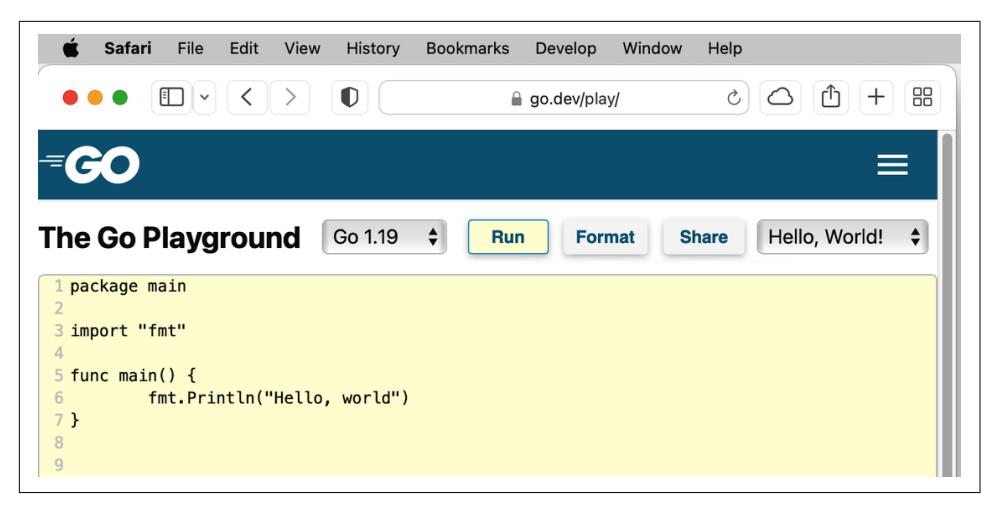 Safari File Edit View History Bookmarks Develop Window Help
go.dev/play/
GO
The Go Playground Go 1.19 Run Format Share Hello, World!
1 package main
2
3 import "fmt"
4
5 func main() {
6 fmt.Println("Hello, world")
7 }
8
9